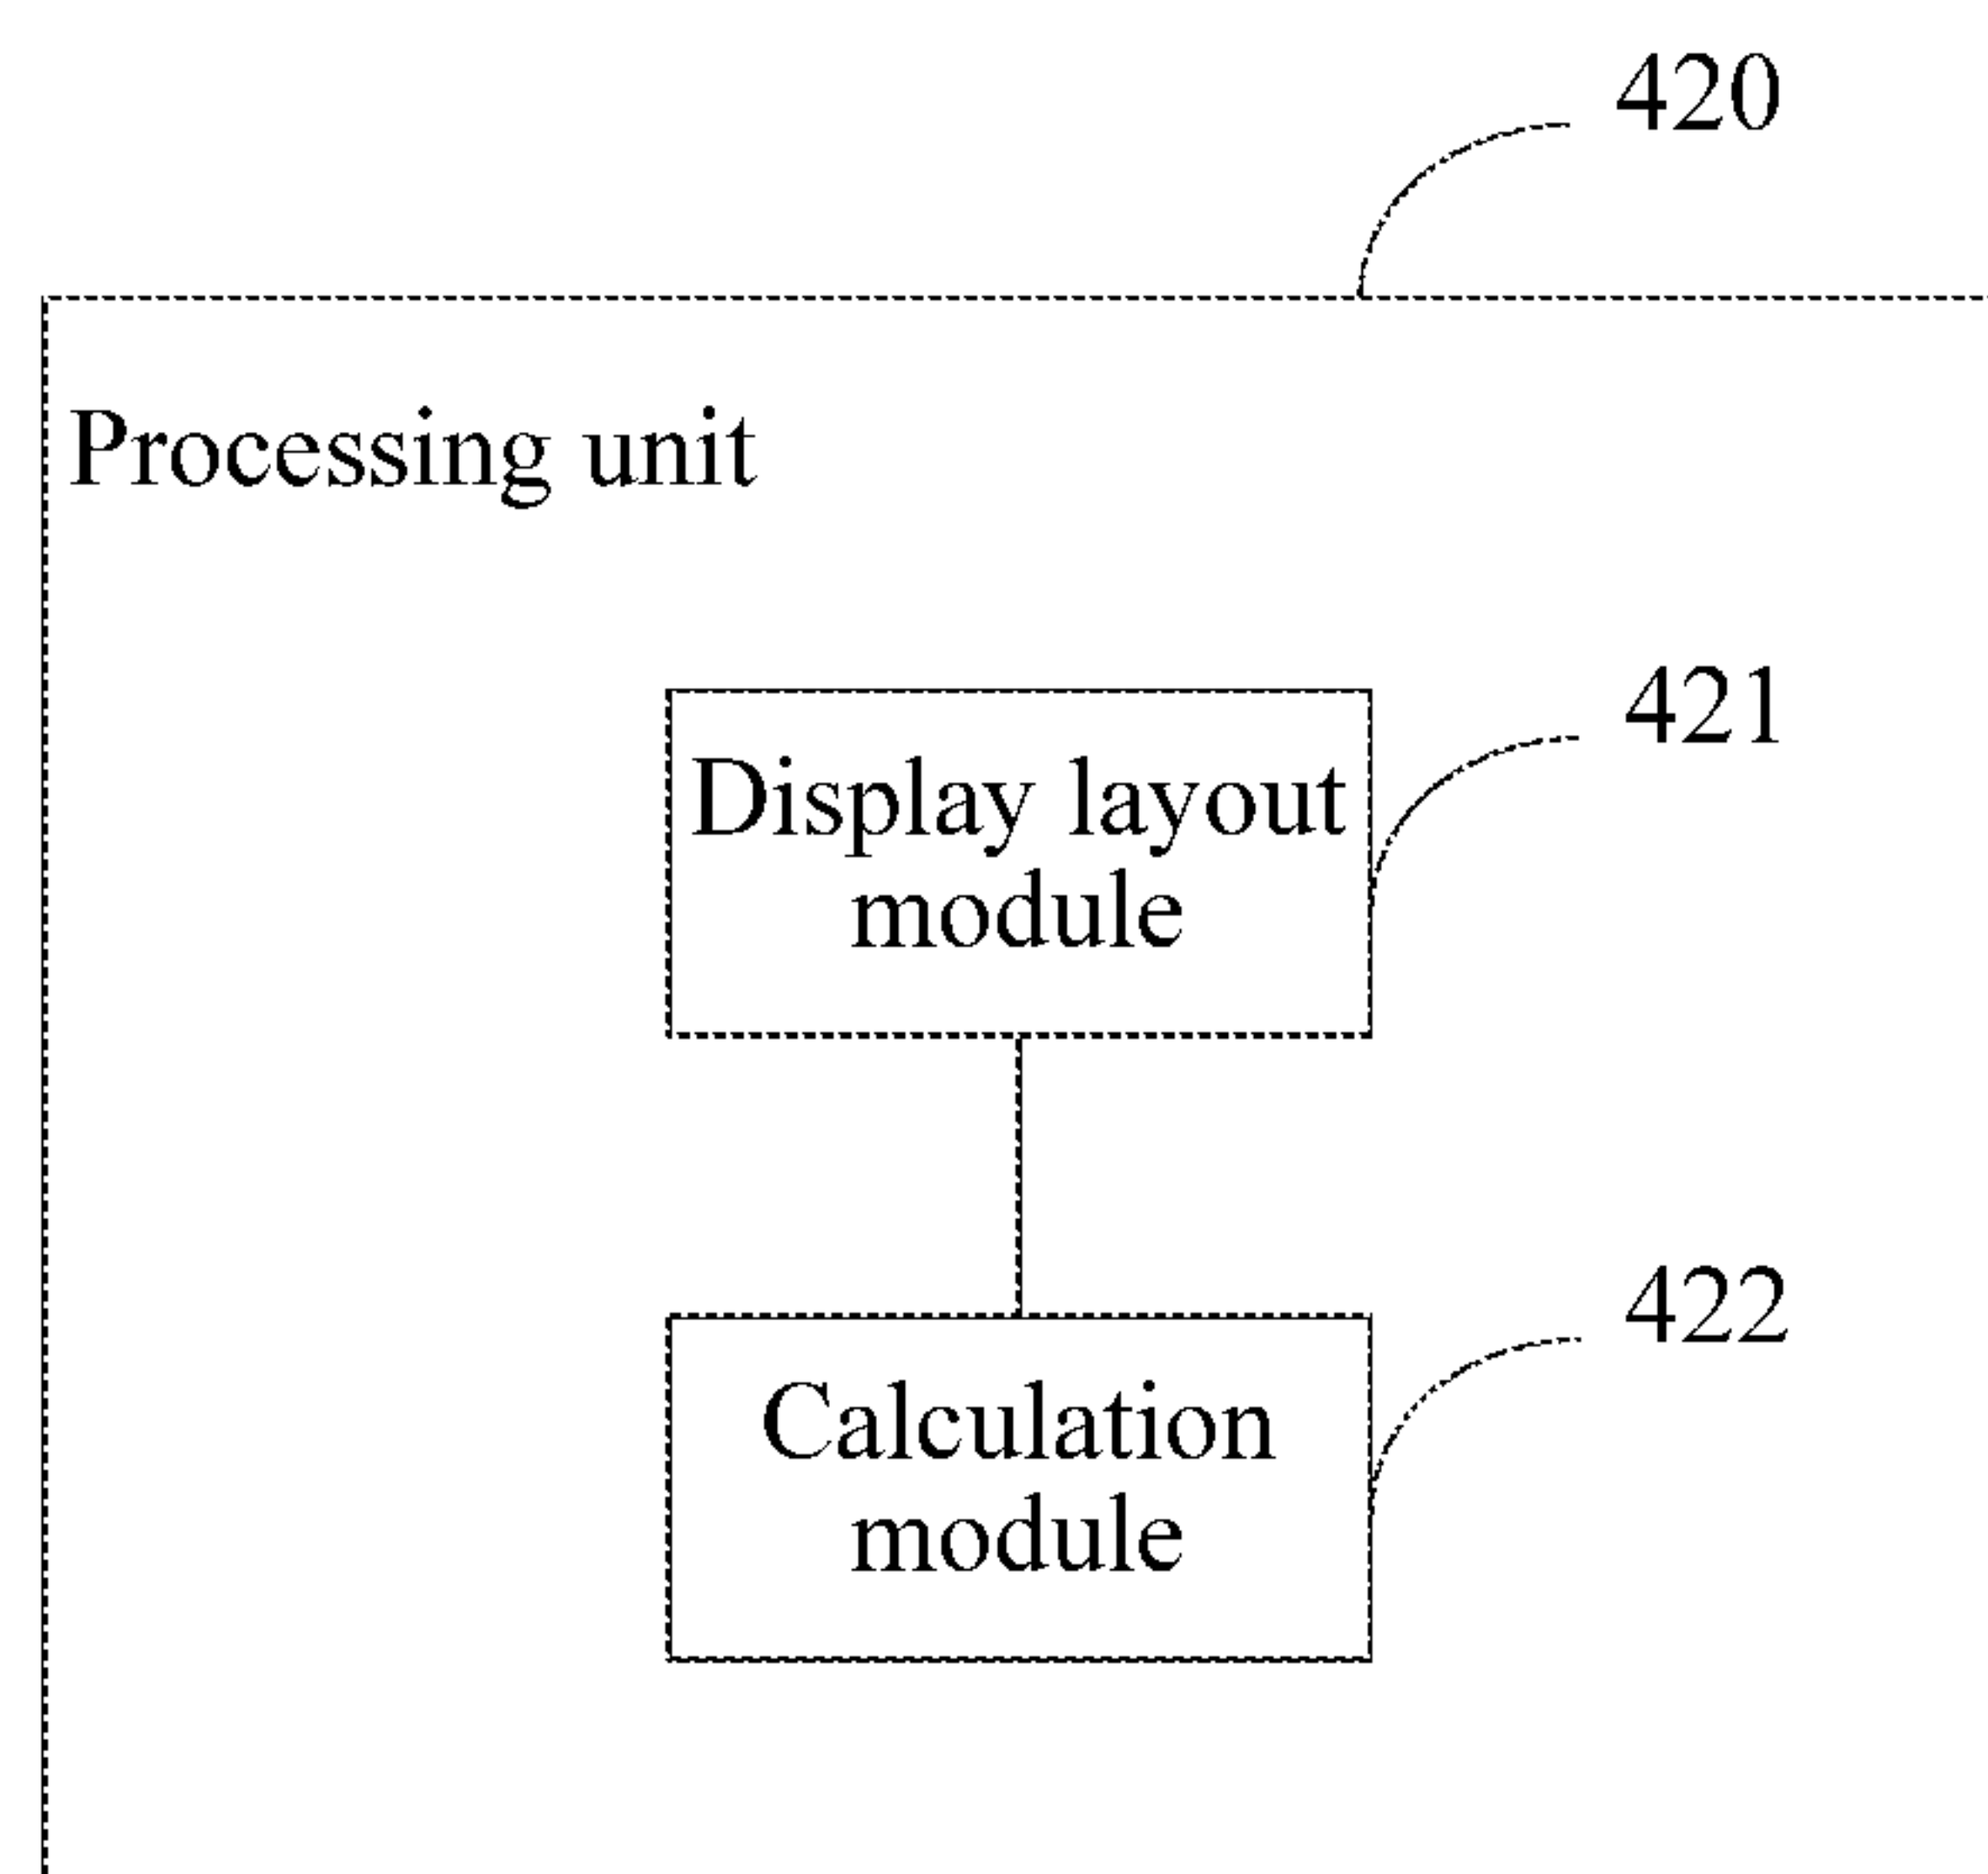 420
Processing unit
421
Display layout
module
422
Calculation
module